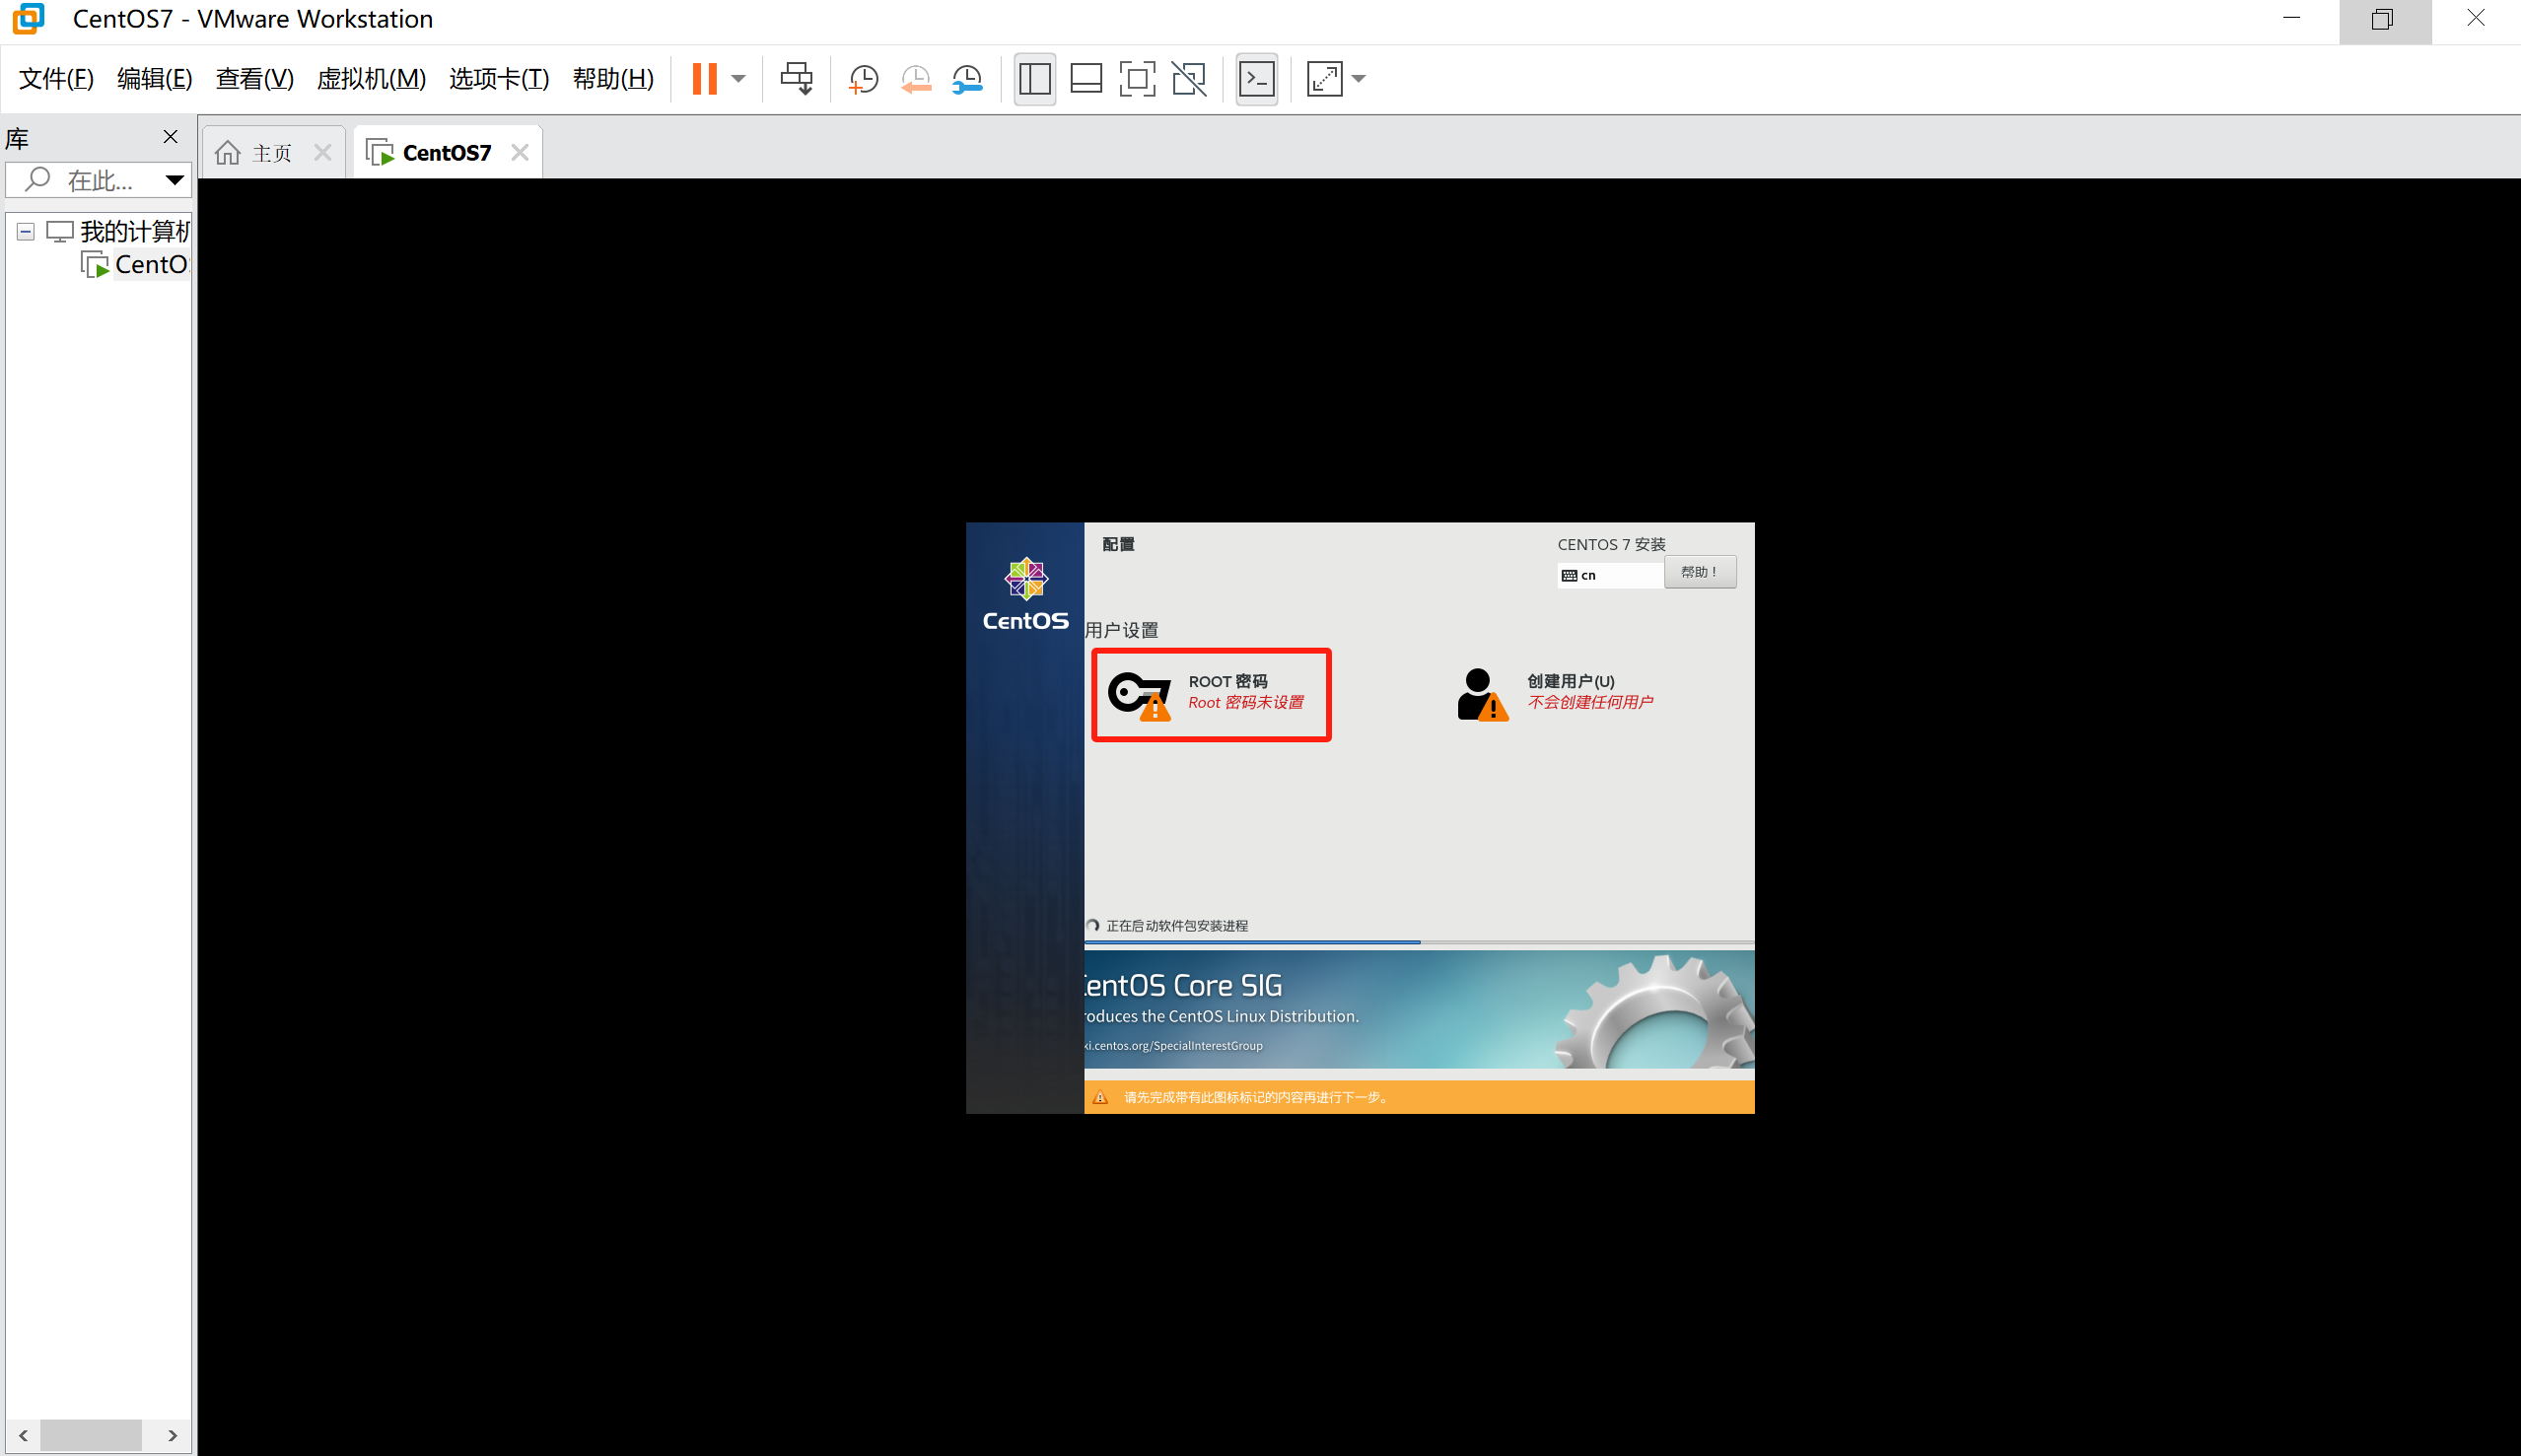 CentOS7 - VMware Workstation
文件(F) 编辑(E) 查看(V) 虚拟机(M) 选项卡(T) 帮助(H)
库
在此...
主页
CentOS7
我的计算机
CentO
配置
CENTOS 7 安装
cn
帮助！
CentOS
用户设置
ROOT 密码
Root 密码未设置
创建用户(U)
不会创建任何用户
正在启动软件包安装进程
CentOS Core SIG
roduces the CentOS Linux Distribution.
ki.centos.org/SpecialInterestGroup
请先完成带有此图标标记的内容再进行下一步。